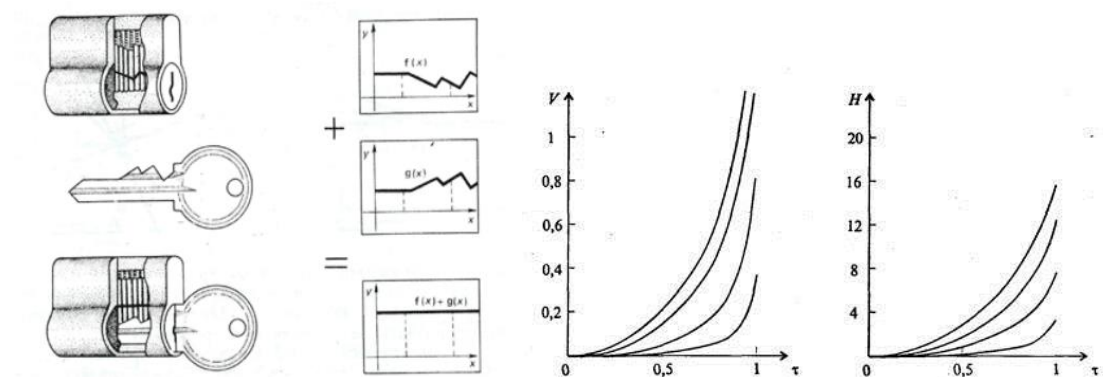 y
f(x)
x
+
y
g(x)
x
=
y
f(x)+g(x)
x
V
1
0,8
0,6
0,4
0,2
0
0,5
1
τ
H
20
16
12
8
4
0
0,5
1
τ